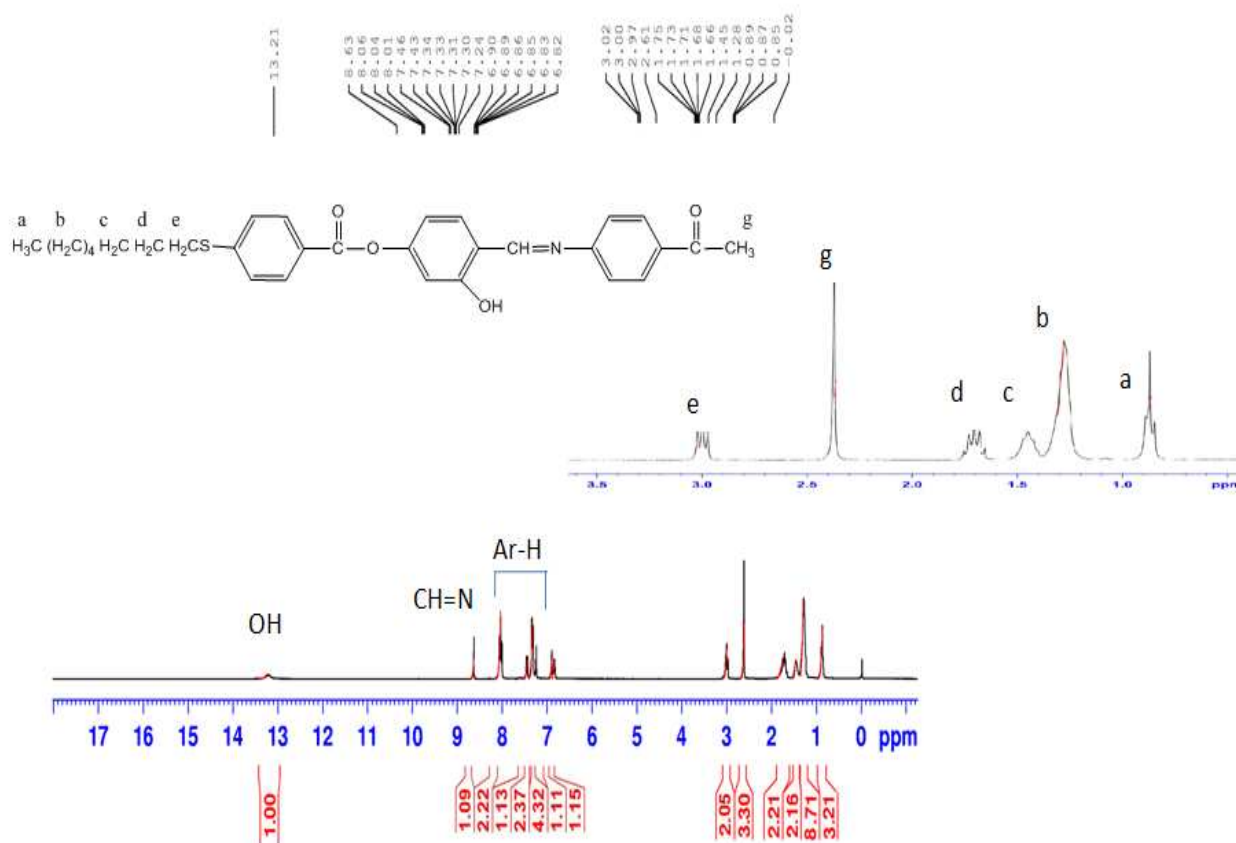 13.21
8.63
8.06
8.04
8.01
7.46
7.43
7.34
7.33
7.31
7.30
7.24
6.90
6.89
6.86
6.85
6.83
6.82
3.02
3.00
2.97
2.61
1.75
1.73
1.71
1.68
1.66
1.45
1.28
0.89
0.87
0.85
-0.02
a b c d e
H₃C (H₂C)₄ H₂C H₂C H₂CS
O
C O
CH=N
OH
O
C CH₃
g
g
b
e
d
c
a
3.5 3.0 2.5 2.0 1.5 1.0 ppm
Ar-H
CH=N
OH
17 16 15 14 13 12 11 10 9 8 7 6 5 4 3 2 1 0 ppm
1.00
1.09
2.22
1.13
2.37
4.32
1.11
1.15
2.05
3.30
2.21
2.16
8.71
3.21